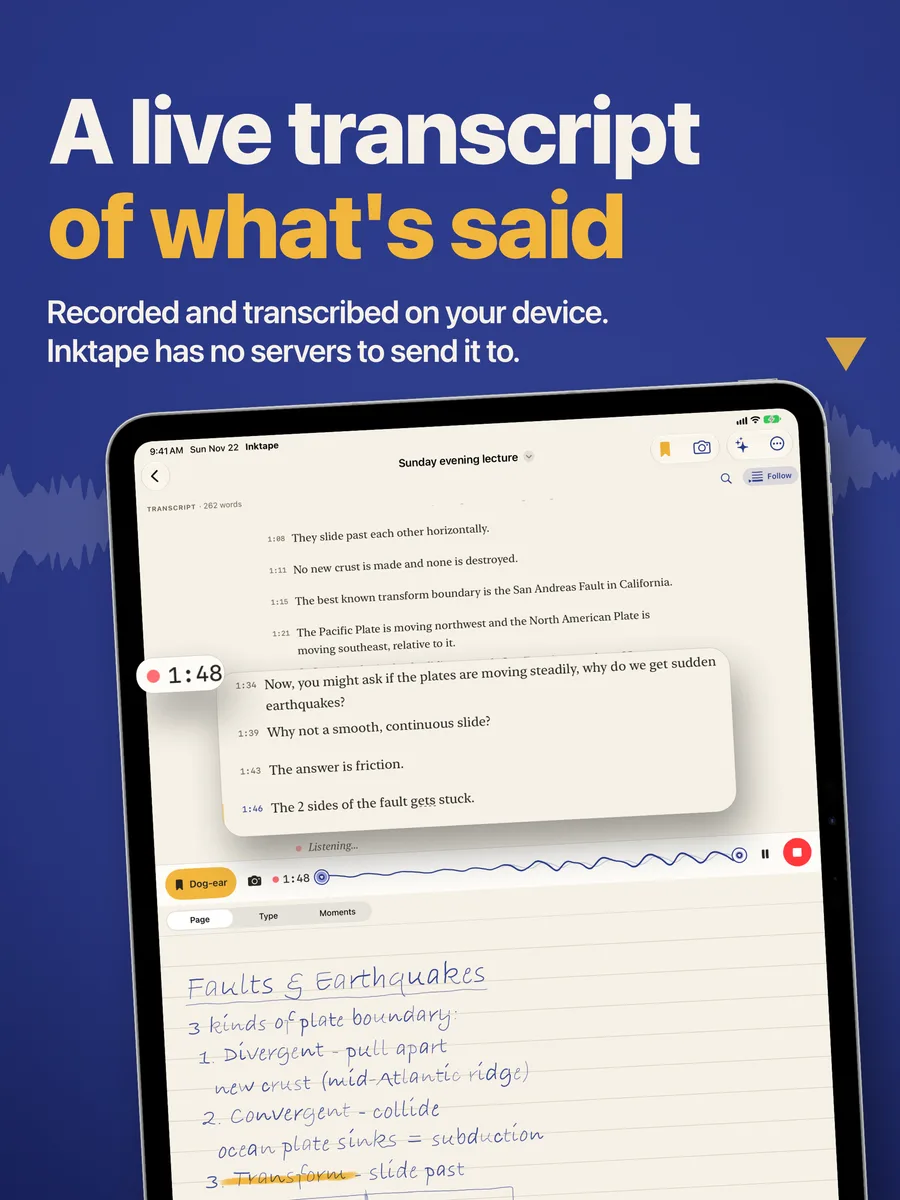 A live transcript
of what's said
Recorded and transcribed on your device.
Inktape has no servers to send it to.
9:41 AM Sun Nov 22 Inktape
Sunday evening lecture
Follow
TRANSCRIPT · 262 words
1:08 They slide past each other horizontally.
1:11 No new crust is made and none is destroyed.
1:15 The best known transform boundary is the San Andreas Fault in California.
1:21 The Pacific Plate is moving northwest and the North American Plate is
moving southeast, relative to it.
1:48
1:34 Now, you might ask if the plates are moving steadily, why do we get sudden
earthquakes?
1:39 Why not a smooth, continuous slide?
1:43 The answer is friction.
1:46 The 2 sides of the fault gets stuck.
Listening...
Dog-ear 1:48
Page Type Moments
Faults & Earthquakes
3 kinds of plate boundary:
1. Divergent - pull apart
new crust (mid-Atlantic ridge)
2. Convergent - collide
ocean plate sinks = subduction
3. Transform - slide past